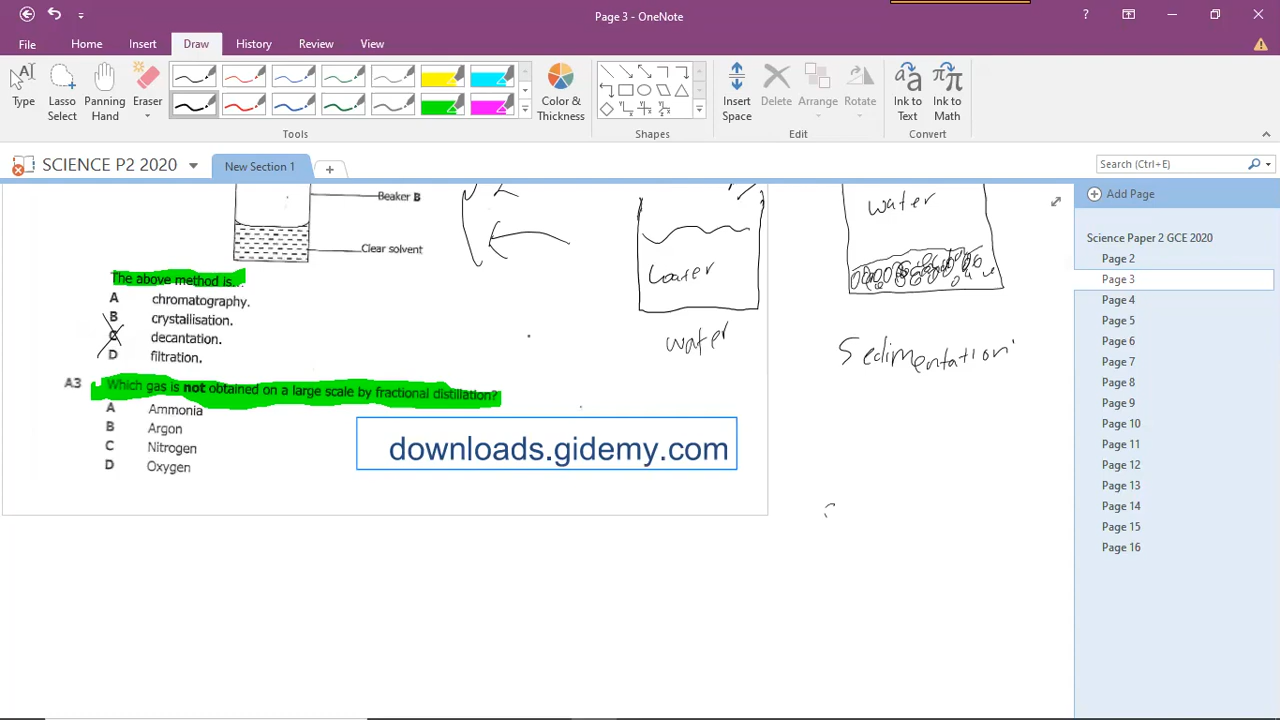 Page 3 - OneNote
File Home Insert Draw History Review View
Type Lasso Select Panning Hand Eraser
Color & Thickness
Insert Space Delete Arrange Rotate
Ink to Text Ink to Math
Tools Shapes Edit Convert
SCIENCE P2 2020 New Section 1
Search (Ctrl+E)
Add Page
Science Paper 2 GCE 2020
Page 2
Page 3
Page 4
Page 5
Page 6
Page 7
Page 8
Page 9
Page 10
Page 11
Page 12
Page 13
Page 14
Page 15
Page 16
Beaker B
Clear solvent
water
water
water
Sedimentation
The above method is...
A chromatography.
B crystallisation.
C decantation.
D filtration.
A3 Which gas is not obtained on a large scale by fractional distillation?
A Ammonia
B Argon
C Nitrogen
D Oxygen
downloads.gidemy.com